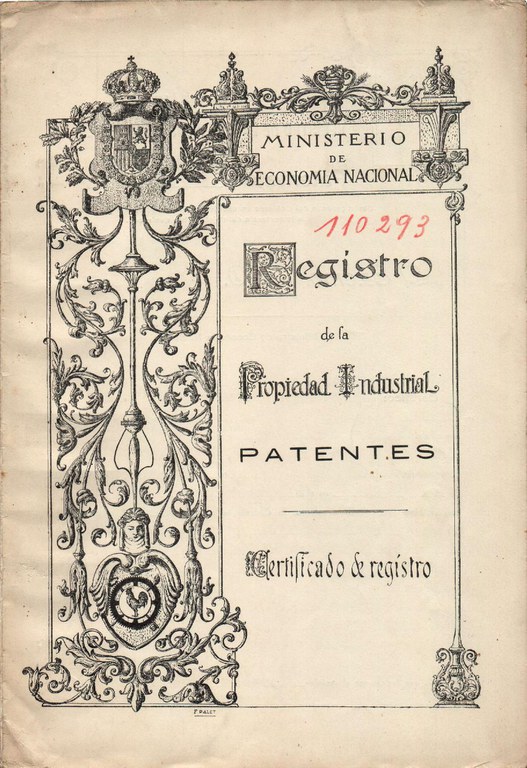 MINISTERIO
DE
ECONOMIA NACIONAL
110293
Registro
de la
Propiedad Industrial
PATENTES
Certificado de registro